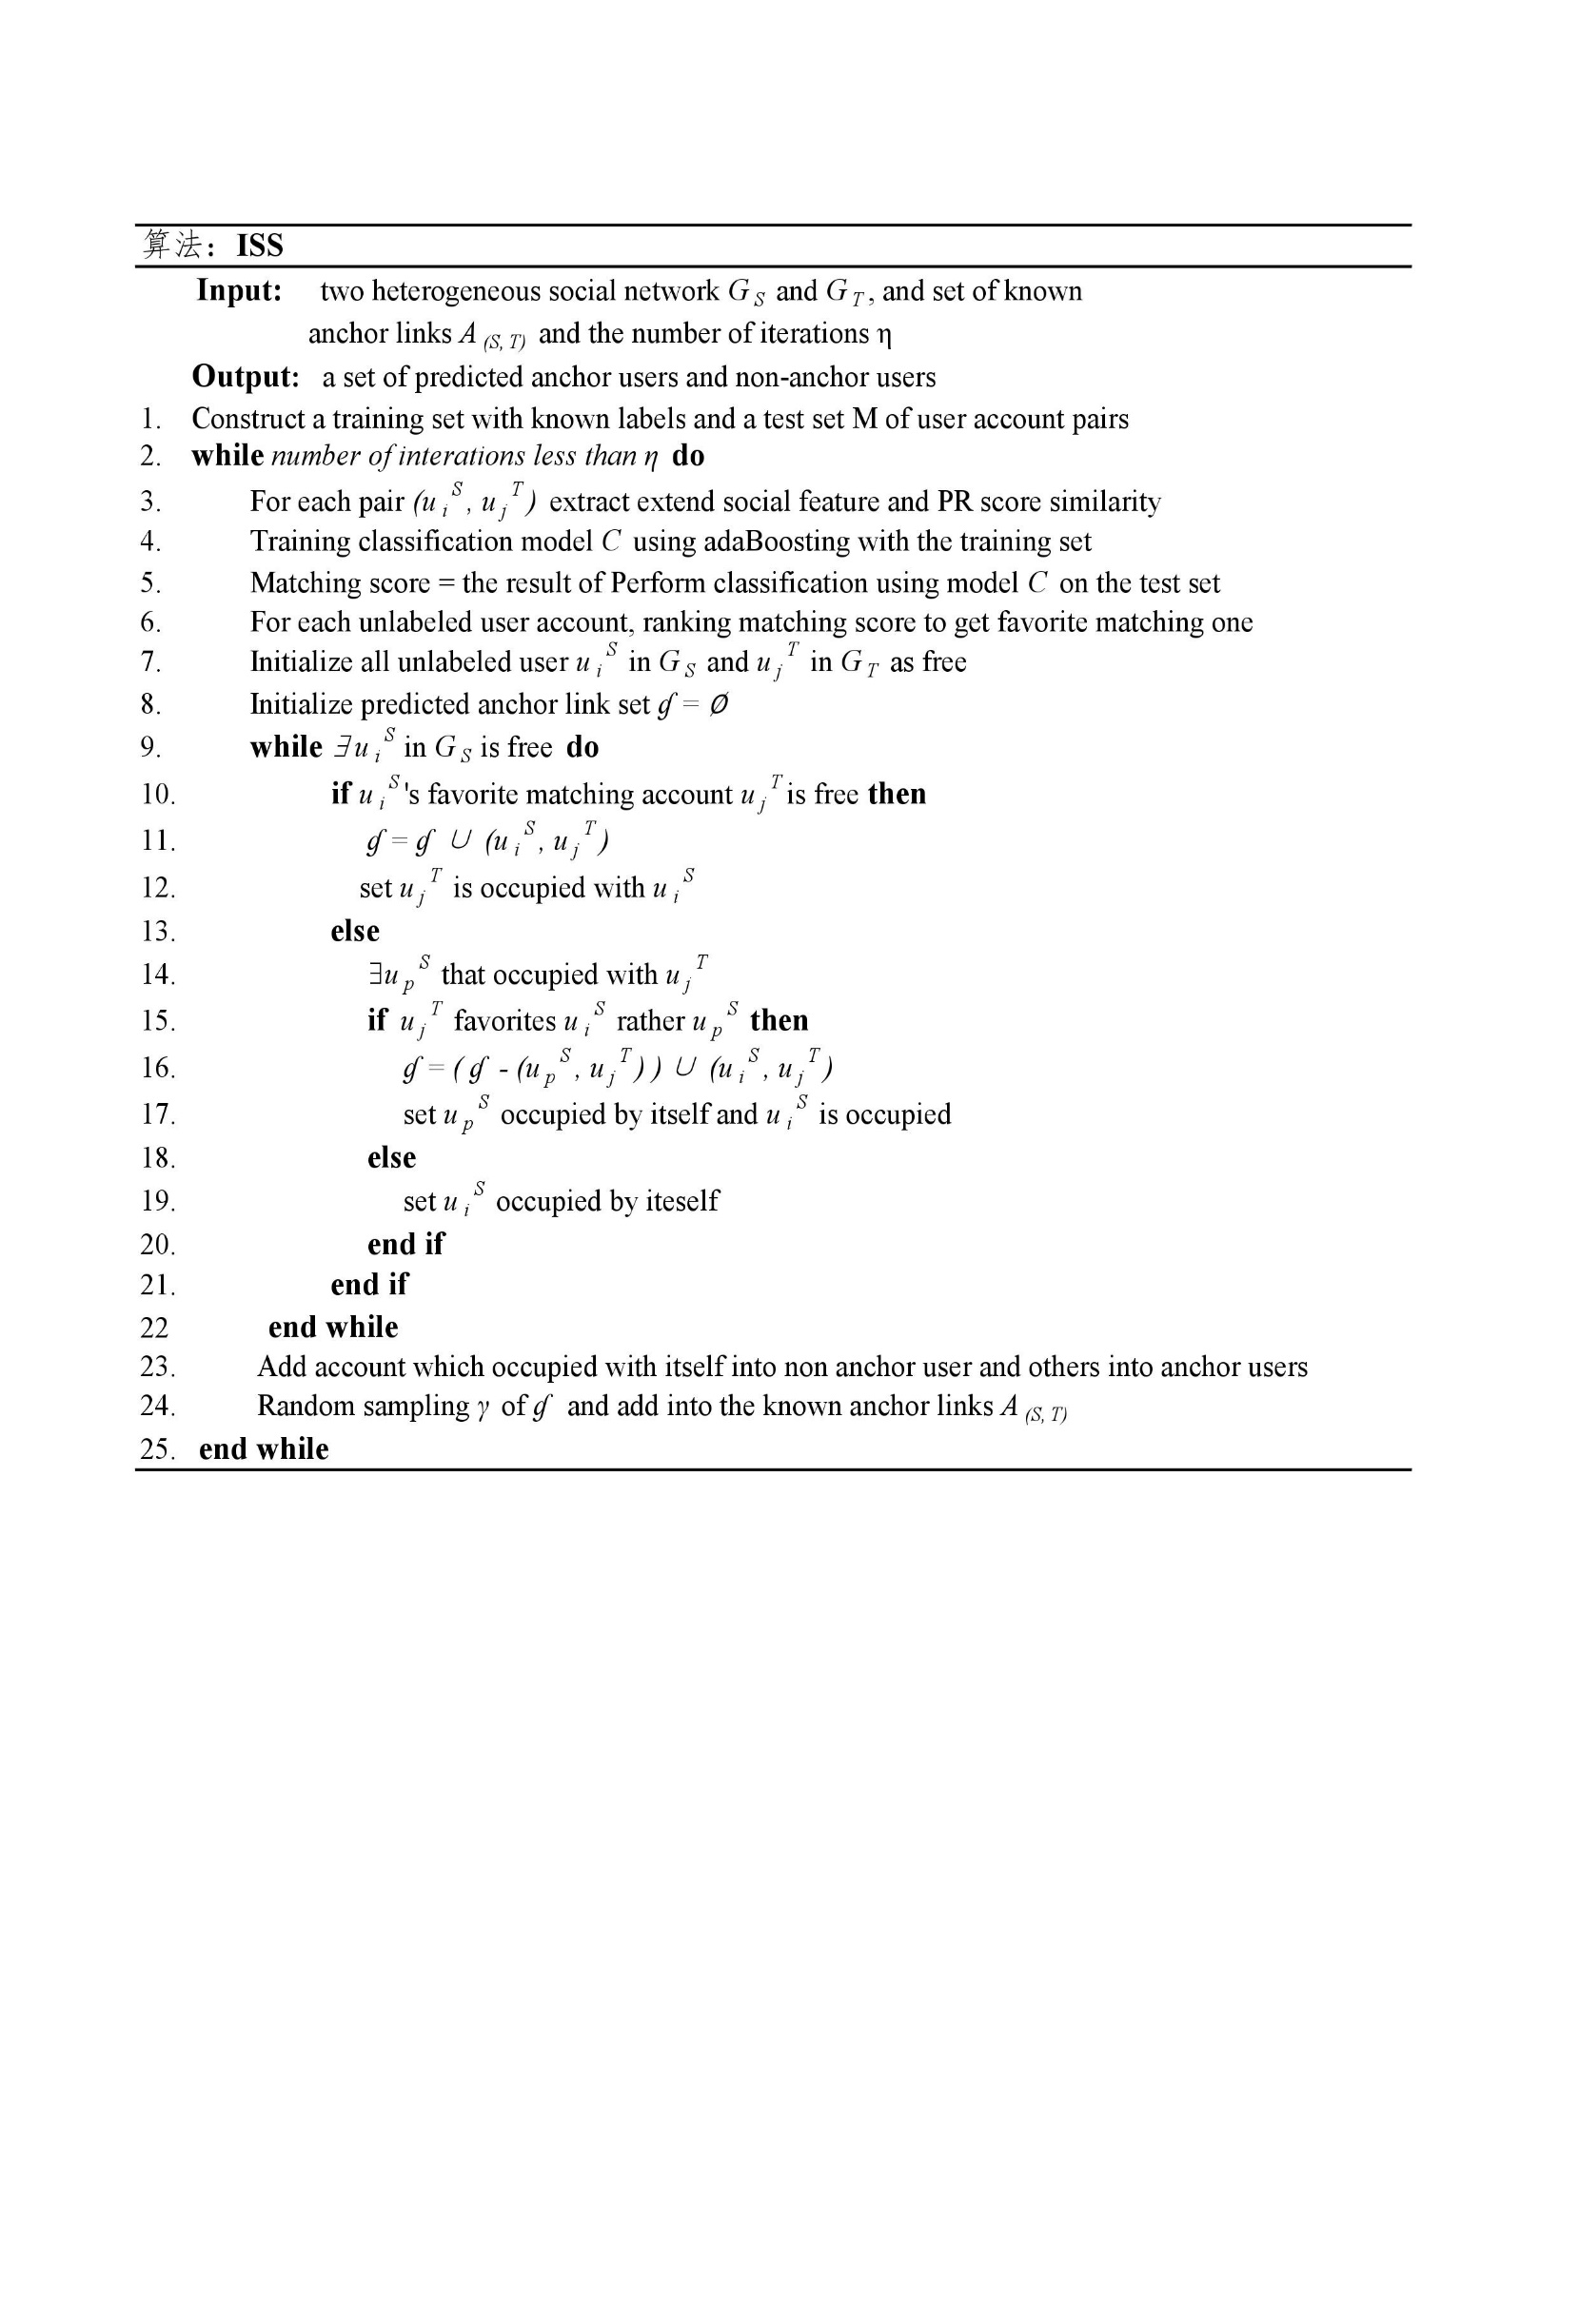 算法：ISS
Input: two heterogeneous social network G_S and G_T, and set of known
anchor links A_(S, T) and the number of iterations η
Output: a set of predicted anchor users and non-anchor users
1. Construct a training set with known labels and a test set M of user account pairs
2. while number of interations less than η do
3. For each pair (u_i^S, u_j^T) extract extend social feature and PR score similarity
4. Training classification model C using adaBoosting with the training set
5. Matching score = the result of Perform classification using model C on the test set
6. For each unlabeled user account, ranking matching score to get favorite matching one
7. Initialize all unlabeled user u_i^S in G_S and u_j^T in G_T as free
8. Initialize predicted anchor link set ɠ = Ø
9. while ∃u_i^S in G_S is free do
10. if u_i^S's favorite matching account u_j^T is free then
11. ɠ = ɠ ∪ (u_i^S, u_j^T)
12. set u_j^T is occupied with u_i^S
13. else
14. ∃u_p^S that occupied with u_j^T
15. if u_j^T favorites u_i^S rather u_p^S then
16. ɠ = ( ɠ - (u_p^S, u_j^T) ) ∪ (u_i^S, u_j^T)
17. set u_p^S occupied by itself and u_i^S is occupied
18. else
19. set u_i^S occupied by iteself
20. end if
21. end if
22 end while
23. Add account which occupied with itself into non anchor user and others into anchor users
24. Random sampling γ of ɠ and add into the known anchor links A_(S, T)
25. end while